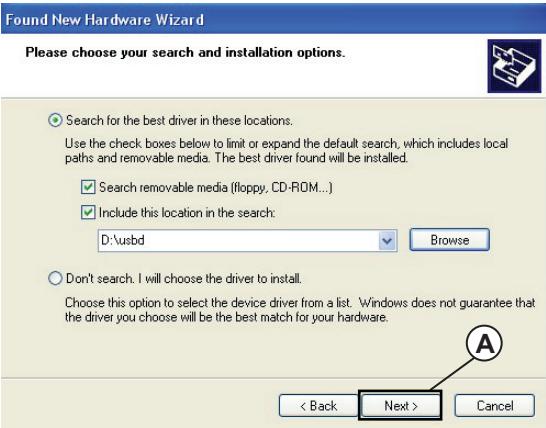 Found New Hardware Wizard
Please choose your search and installation options.
Search for the best driver in these locations.
Use the check boxes below to limit or expand the default search, which includes local
paths and removable media. The best driver found will be installed.
Search removable media (floppy, CD-ROM...)
Include this location in the search:
D:\usbd
Browse
Don't search. I will choose the driver to install.
Choose this option to select the device driver from a list. Windows does not guarantee that
the driver you choose will be the best match for your hardware.
A
< Back
Next >
Cancel